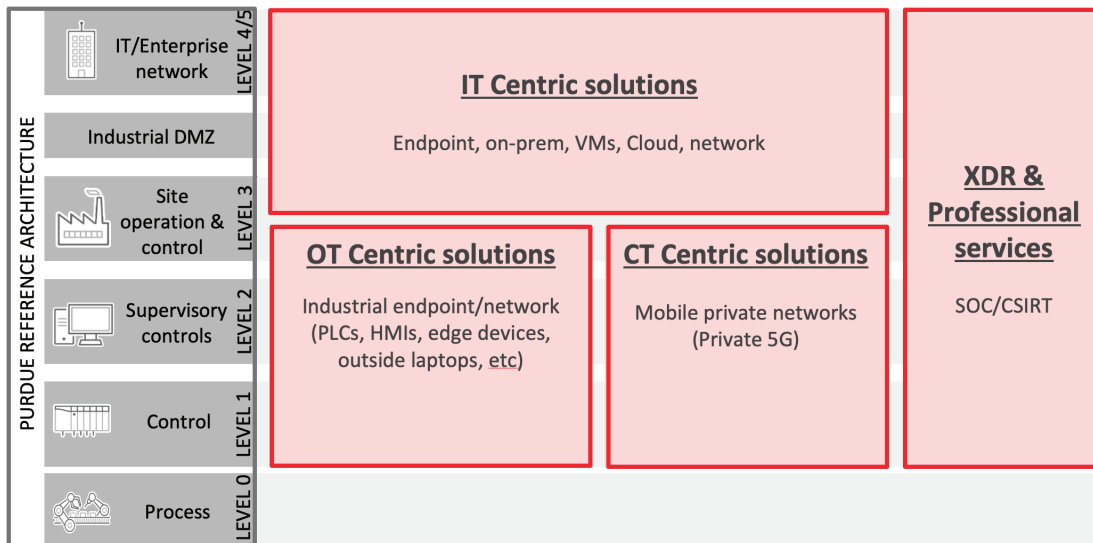 PURDUE REFERENCE ARCHITECTURE
IT/Enterprise
network
LEVEL 4/5
Industrial DMZ
Site
operation &
control
LEVEL 3
Supervisory
controls
LEVEL 2
Control
LEVEL 1
Process
LEVEL 0
IT Centric solutions
Endpoint, on-prem, VMs, Cloud, network
OT Centric solutions
Industrial endpoint/network
(PLCs, HMIs, edge devices,
outside laptops, etc)
CT Centric solutions
Mobile private networks
(Private 5G)
XDR &
Professional
services
SOC/CSIRT